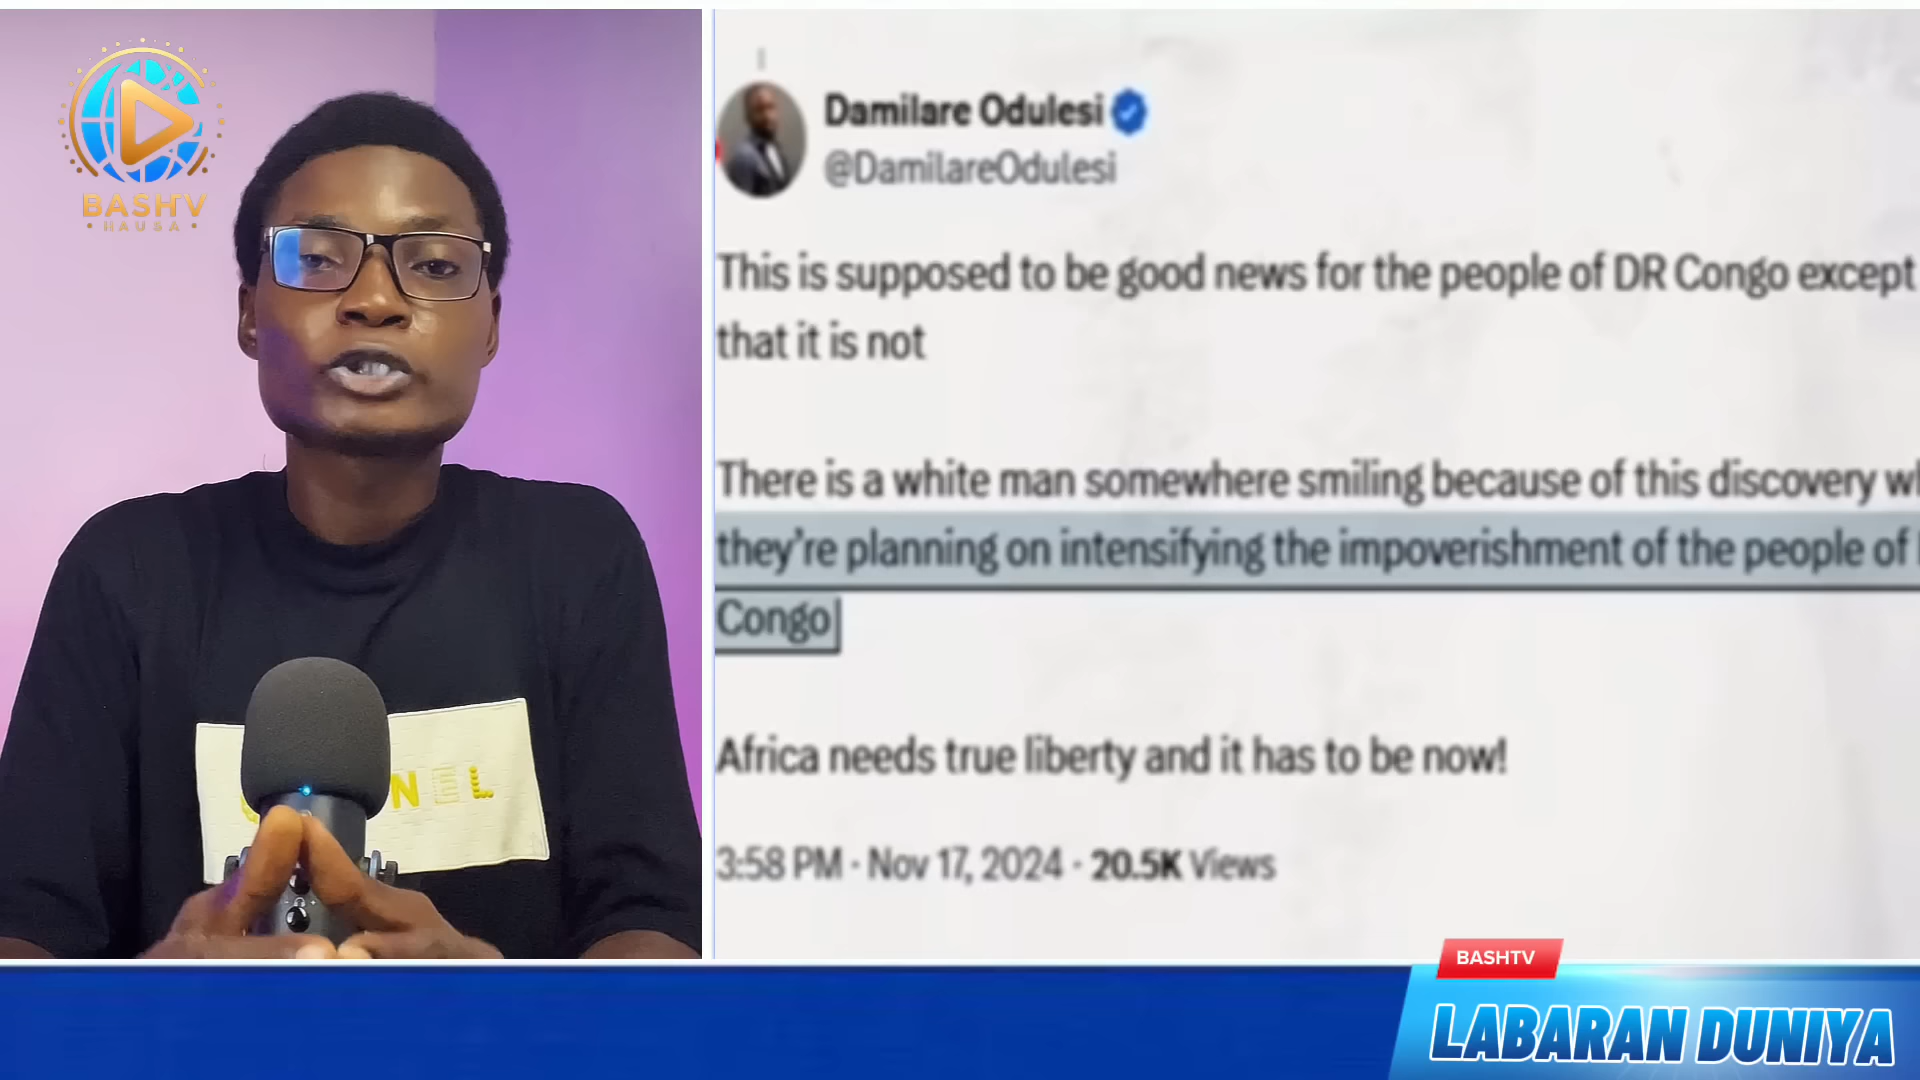 BASHTV
• HAUSA •
NEL
Damilare Odulesi
@DamilareOdulesi
This is supposed to be good news for the people of DR Congo except
that it is not
There is a white man somewhere smiling because of this discovery
they're planning on intensifying the impoverishment of the people of
Congo
Africa needs true liberty and it has to be now!
3:58 PM · Nov 17, 2024 · 20.5K Views
BASHTV
LABARAN DUNIYA